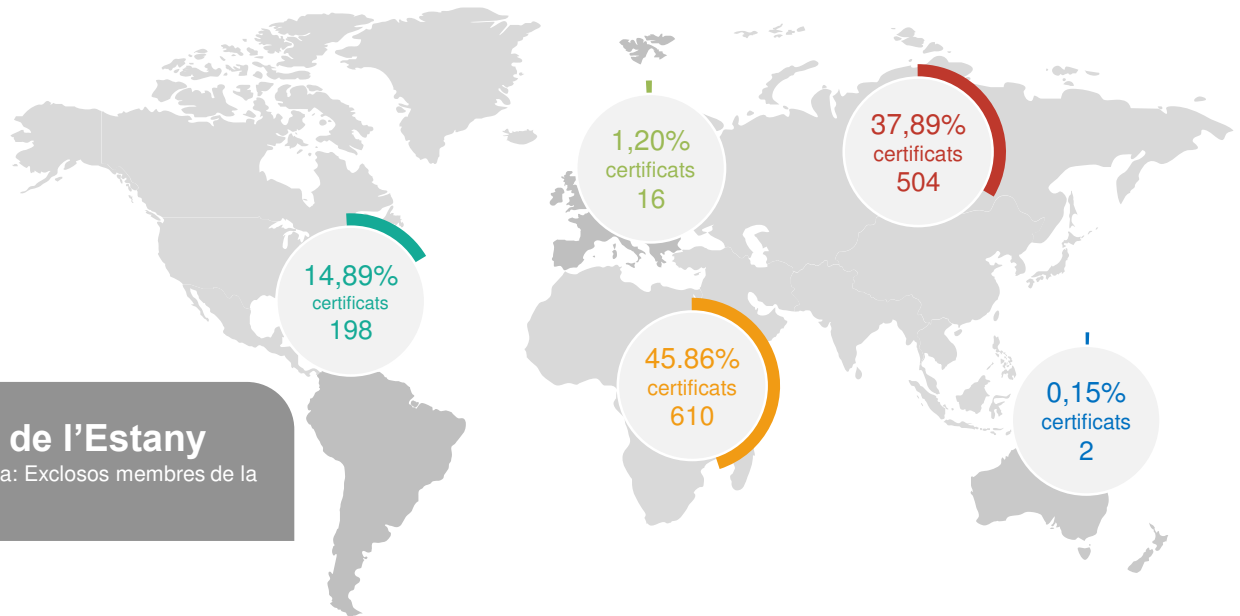 1,20%
certificats
16
37,89%
certificats
504
14,89%
certificats
198
45.86%
certificats
610
0,15%
certificats
2
de l’Estany
a: Exclosos membres de la